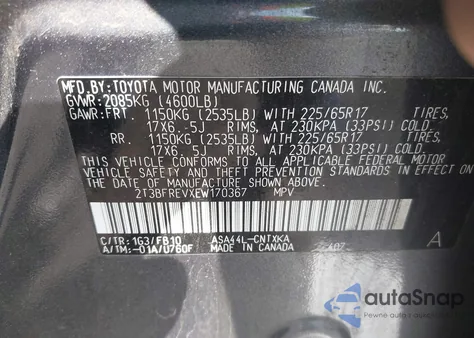 MFD.BY: TOYOTA MOTOR MANUFACTURING CANADA INC.
GVWR: 2085KG (4600LB)
GAWR: FRT. 1150KG (2535LB) WITH 225/65R17 TIRES,
17X6.5J RIMS, AT 230KPA (33PSI) COLD.
RR. 1150KG (2535LB) WITH 225/65R17 TIRES,
17X6.5J RIMS, AT 230KPA (33PSI) COLD.
THIS VEHICLE CONFORMS TO ALL APPLICABLE FEDERAL MOTOR
VEHICLE SAFETY AND THEFT PREVENTION STANDARDS IN
EFFECT ON THE DATE OF MANUFACTURE SHOWN ABOVE.
2T3BFREVXEW170367 MPV
C/TR: 1G3/FB10 ASA44L-CNTXKA
A/TM: -01A/U760F MADE IN CANADA A
autoSnap
Pewne auto z